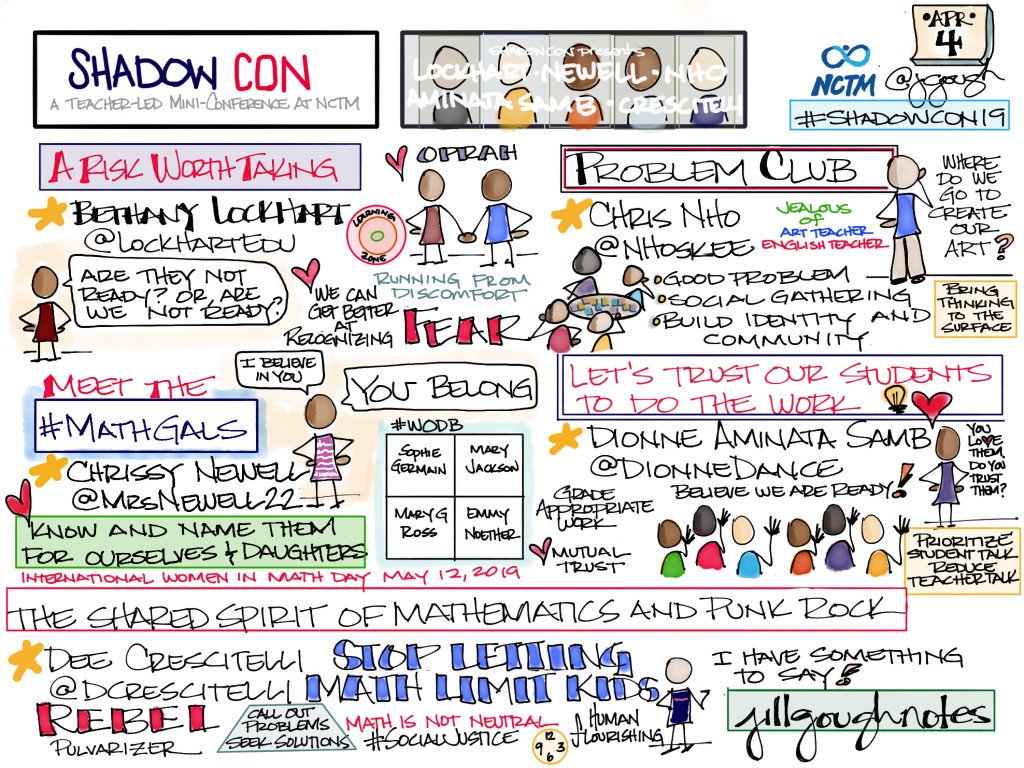 SHADOW CON
A TEACHER-LED MINI-CONFERENCE AT NCTM
SHADOWCON presents
LOCKHART · NEWELL · NHO
AMINATA SAMB · CRESCITELLI
APR
4
NCTM
@jgough
#SHADOWCON19
A RISK WORTH TAKING
BETHANY LOCKHART
@LOCKHARTEDU
OPRAH
LEARNING
ZONE
ARE THEY NOT
READY? OR ARE
WE NOT READY?
RUNNING FROM
DISCOMFORT
WE CAN
GET BETTER
AT
RECOGNIZING
FEAR
PROBLEM CLUB
CHRIS NHO
@NHOSKEE
JEALOUS
OF
ART TEACHER
ENGLISH TEACHER
WHERE
DO WE
GO TO
CREATE
OUR
ART?
GOOD PROBLEM
SOCIAL GATHERING
BUILD IDENTITY AND
COMMUNITY
BRING
THINKING
TO THE
SURFACE
MEET THE
#MATHGALS
I BELIEVE
IN YOU
YOU BELONG
CHRISSY NEWELL
@MRSNEWELL22
#WODB
SOPHIE
GERMAIN
MARY
JACKSON
MARY G
ROSS
EMMY
NOETHER
KNOW AND NAME THEM
FOR OURSELVES & DAUGHTERS
INTERNATIONAL WOMEN IN MATH DAY MAY 12, 2019
LET'S TRUST OUR STUDENTS
TO DO THE WORK
DIONNE AMINATA SAMB
@DIONNEDANCE
BELIEVE WE ARE READY!
YOU
LOVE
THEM.
DO YOU
TRUST
THEM?
GRADE
APPROPRIATE
WORK
MUTUAL
TRUST
PRIORITIZE
STUDENT TALK
REDUCE
TEACHER TALK
THE SHARED SPIRIT OF MATHEMATICS AND PUNK ROCK
DEE CRESCITELLI
@DCRESCITELLI
STOP LETTING
MATH LIMIT KIDS
REBEL
PULVARIZER
CALL OUT
PROBLEMS
SEEK SOLUTIONS
MATH IS NOT NEUTRAL
#SOCIALJUSTICE
12
9 3
6
HUMAN
FLOURISHING
I HAVE SOMETHING
TO SAY!
jillgoughnotes